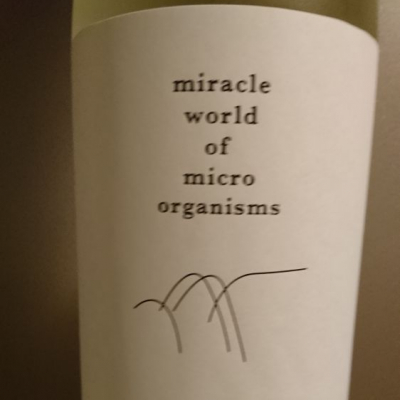 miracle
world
of
micro
organisms